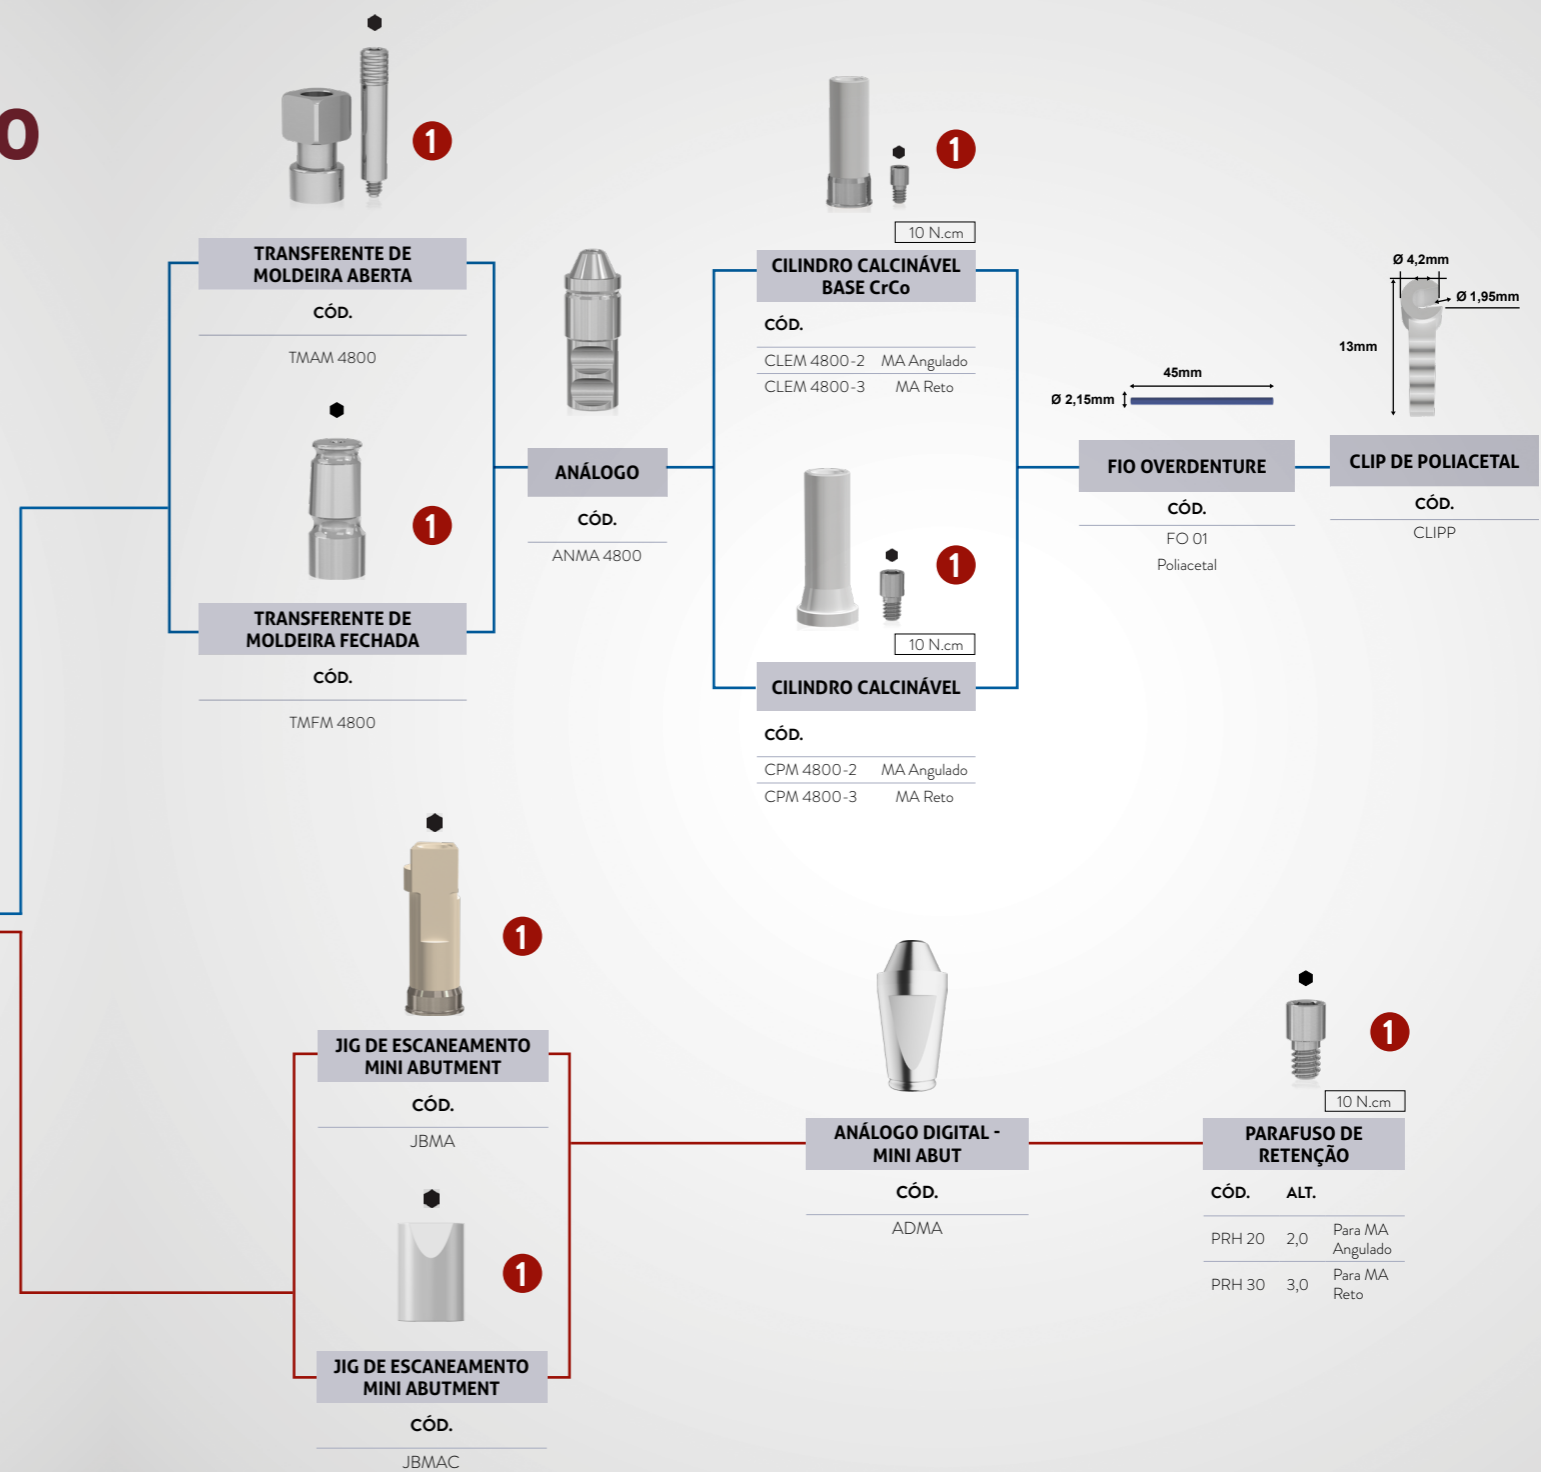 O
1
TRANSFERENTE DE
MOLDEIRA ABERTA
CÓD.
TMAM 4800
1
TRANSFERENTE DE
MOLDEIRA FECHADA
CÓD.
TMFM 4800
ANÁLOGO
CÓD.
ANMA 4800
1
10 N.cm
CILINDRO CALCINÁVEL
BASE CrCo
CÓD.
CLEM 4800-2 MA Angulado
CLEM 4800-3 MA Reto
1
10 N.cm
CILINDRO CALCINÁVEL
CÓD.
CPM 4800-2 MA Angulado
CPM 4800-3 MA Reto
45mm
Ø 2,15mm
FIO OVERDENTURE
CÓD.
FO 01
Poliacetal
Ø 4,2mm
Ø 1,95mm
13mm
CLIP DE POLIACETAL
CÓD.
CLIPP
1
JIG DE ESCANEAMENTO
MINI ABUTMENT
CÓD.
JBMA
1
JIG DE ESCANEAMENTO
MINI ABUTMENT
CÓD.
JBMAC
ANÁLOGO DIGITAL -
MINI ABUT
CÓD.
ADMA
1
10 N.cm
PARAFUSO DE
RETENÇÃO
CÓD. ALT.
PRH 20 2,0 Para MA
Angulado
PRH 30 3,0 Para MA
Reto